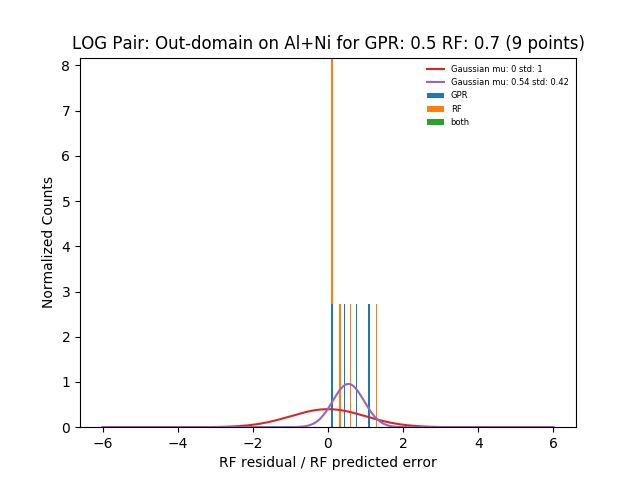 LOG Pair: Out-domain on Al+Ni for GPR: 0.5 RF: 0.7 (9 points)
Gaussian mu: 0 std: 1
Gaussian mu: 0.54 std: 0.42
GPR
RF
both
Normalized Counts
8
7
6
5
4
3
2
1
0
−6
−4
−2
0
2
4
6
RF residual / RF predicted error